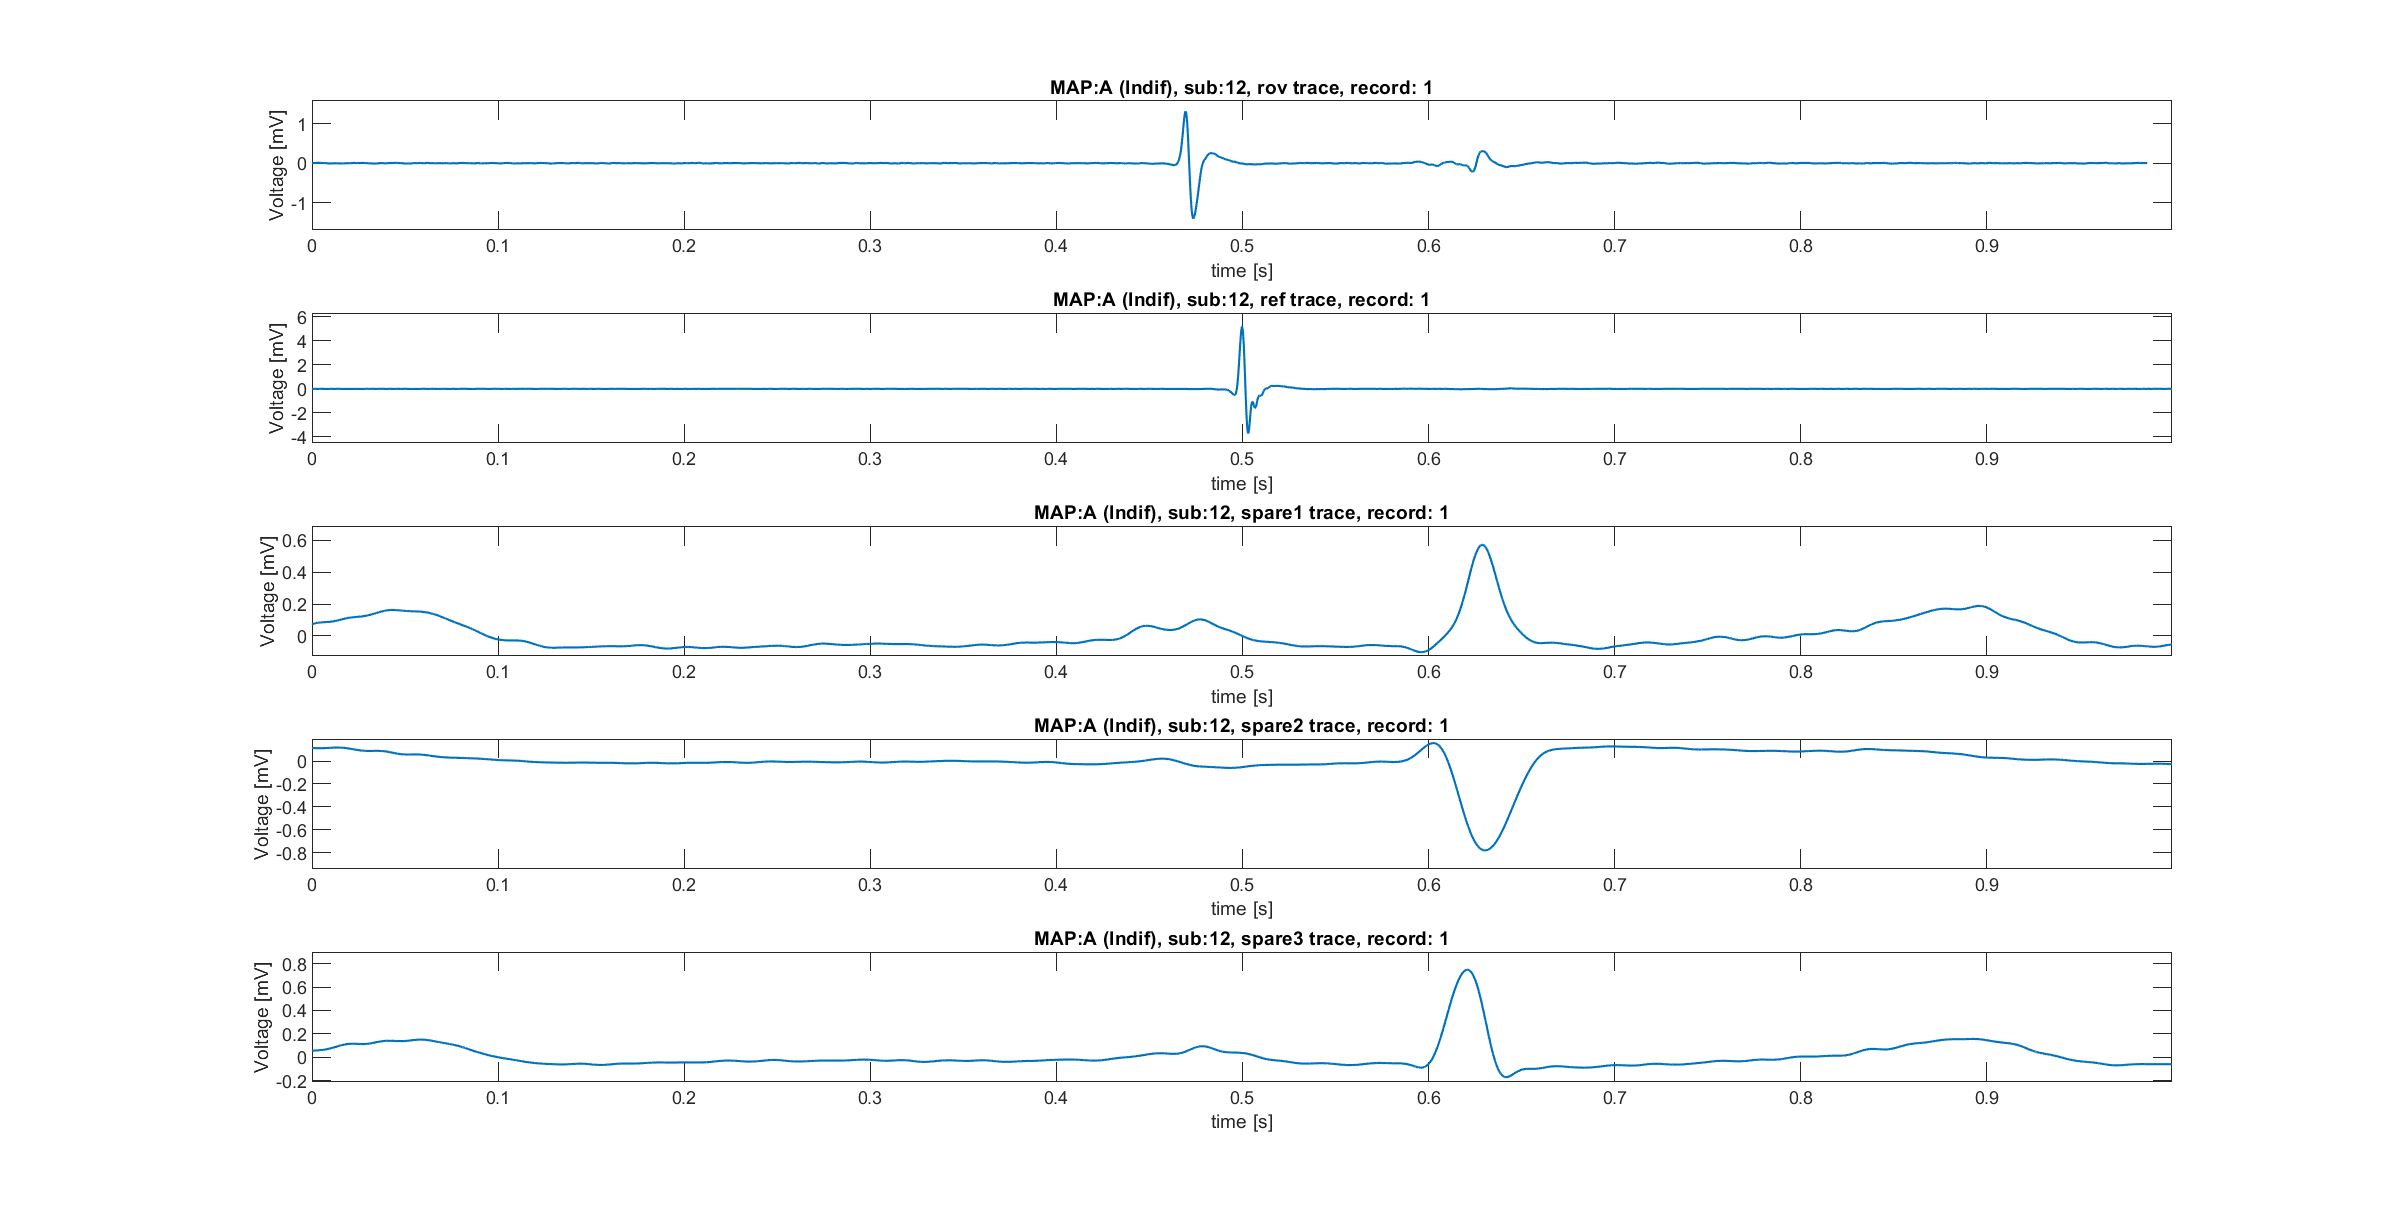 MAP:A (Indif), sub:12, rov trace, record: 1
Voltage [mV]
1
0
-1
0 0.1 0.2 0.3 0.4 0.5 0.6 0.7 0.8 0.9
time [s]
MAP:A (Indif), sub:12, ref trace, record: 1
Voltage [mV]
6
4
2
0
-2
-4
0 0.1 0.2 0.3 0.4 0.5 0.6 0.7 0.8 0.9
time [s]
MAP:A (Indif), sub:12, spare1 trace, record: 1
Voltage [mV]
0.6
0.4
0.2
0
0 0.1 0.2 0.3 0.4 0.5 0.6 0.7 0.8 0.9
time [s]
MAP:A (Indif), sub:12, spare2 trace, record: 1
Voltage [mV]
0
-0.2
-0.4
-0.6
-0.8
0 0.1 0.2 0.3 0.4 0.5 0.6 0.7 0.8 0.9
time [s]
MAP:A (Indif), sub:12, spare3 trace, record: 1
Voltage [mV]
0.8
0.6
0.4
0.2
0
-0.2
0 0.1 0.2 0.3 0.4 0.5 0.6 0.7 0.8 0.9
time [s]